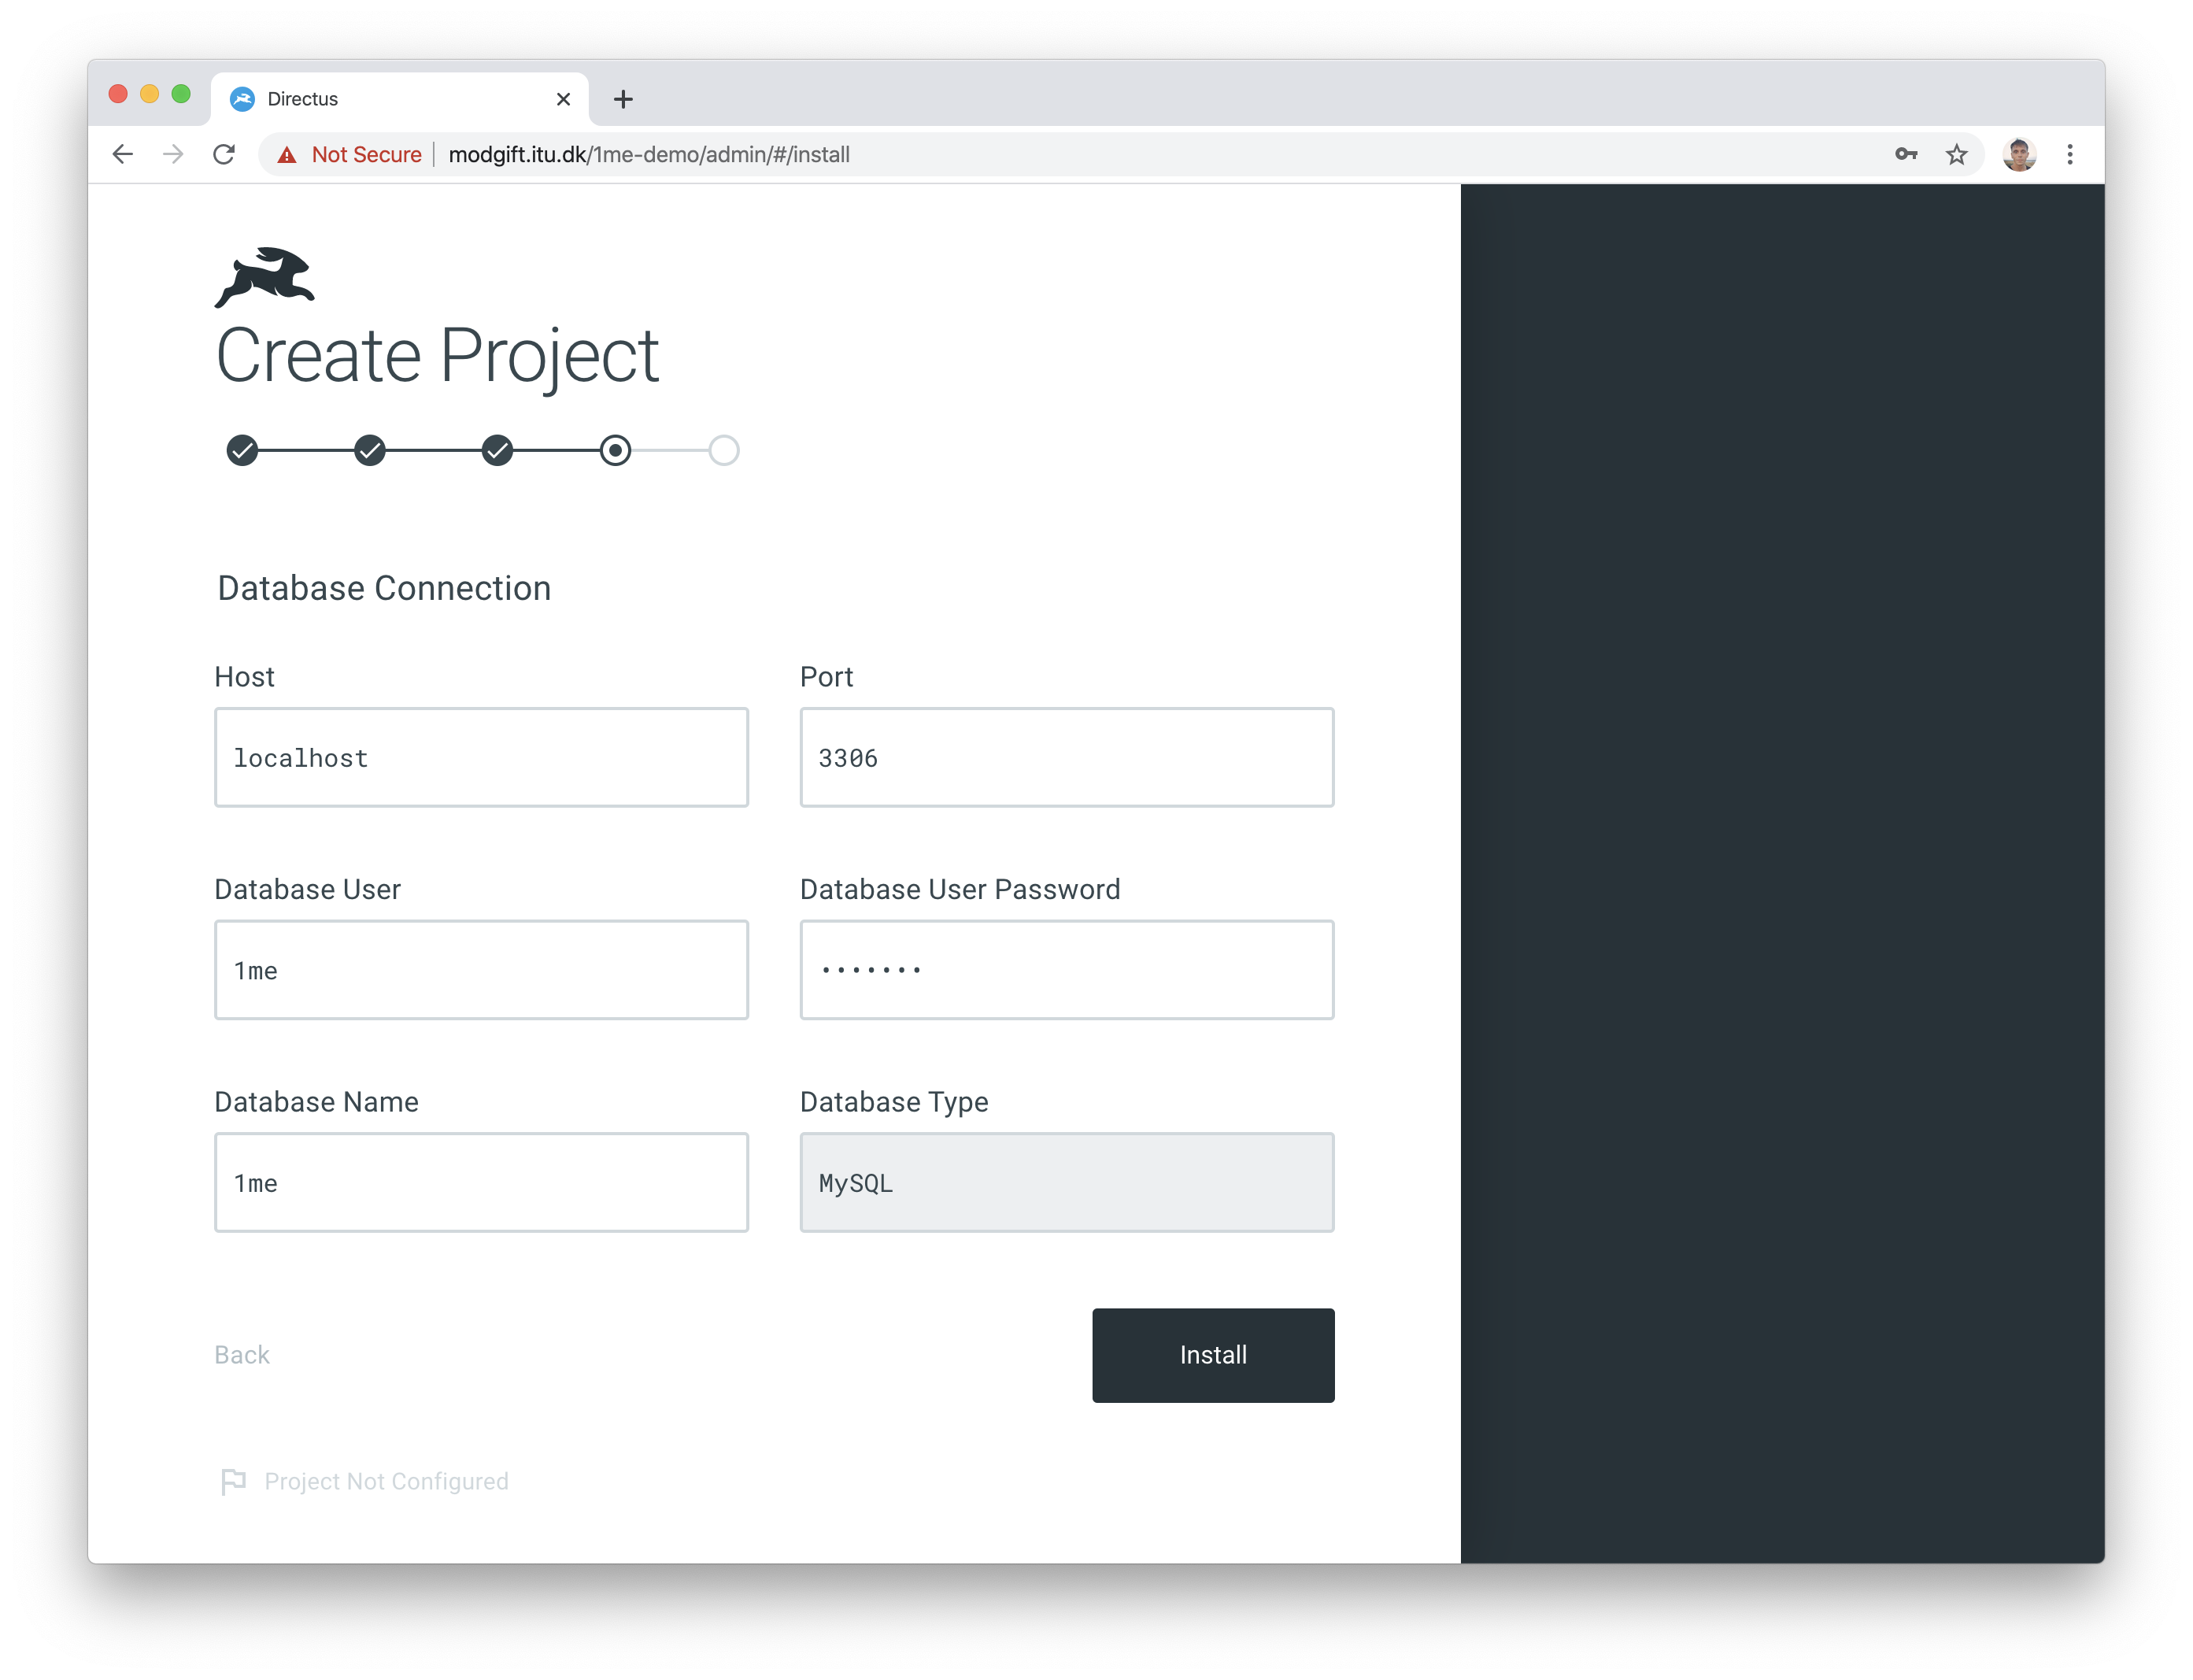 Directus
Not Secure modgift.itu.dk/1me-demo/admin/#/install
Create Project
Database Connection
Host Port
localhost 3306
Database User Database User Password
1me •••••••
Database Name Database Type
1me MySQL
Back Install
Project Not Configured